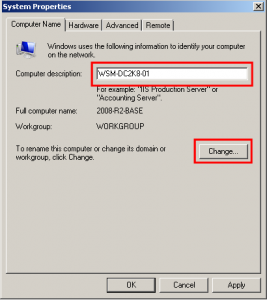 System Properties
Computer Name Hardware Advanced Remote
Windows uses the following information to identify your computer
on the network.
Computer description: WSM-DC2K8-01
For example: "IIS Production Server" or
"Accounting Server".
Full computer name: 2008-R2-BASE
Workgroup: WORKGROUP
To rename this computer or change its domain or
workgroup, click Change.
Change...
OK Cancel Apply